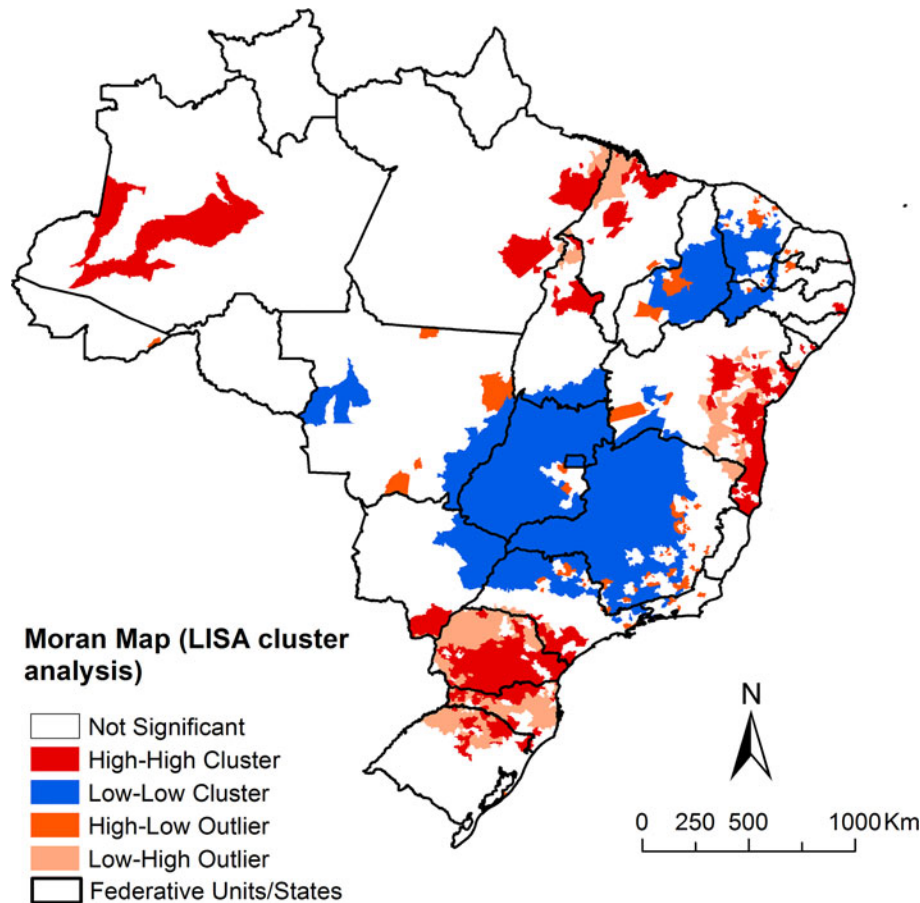 Moran Map (LISA cluster
analysis)
Not Significant
High-High Cluster
Low-Low Cluster
High-Low Outlier
Low-High Outlier
Federative Units/States
N
0 250 500 1000 Km